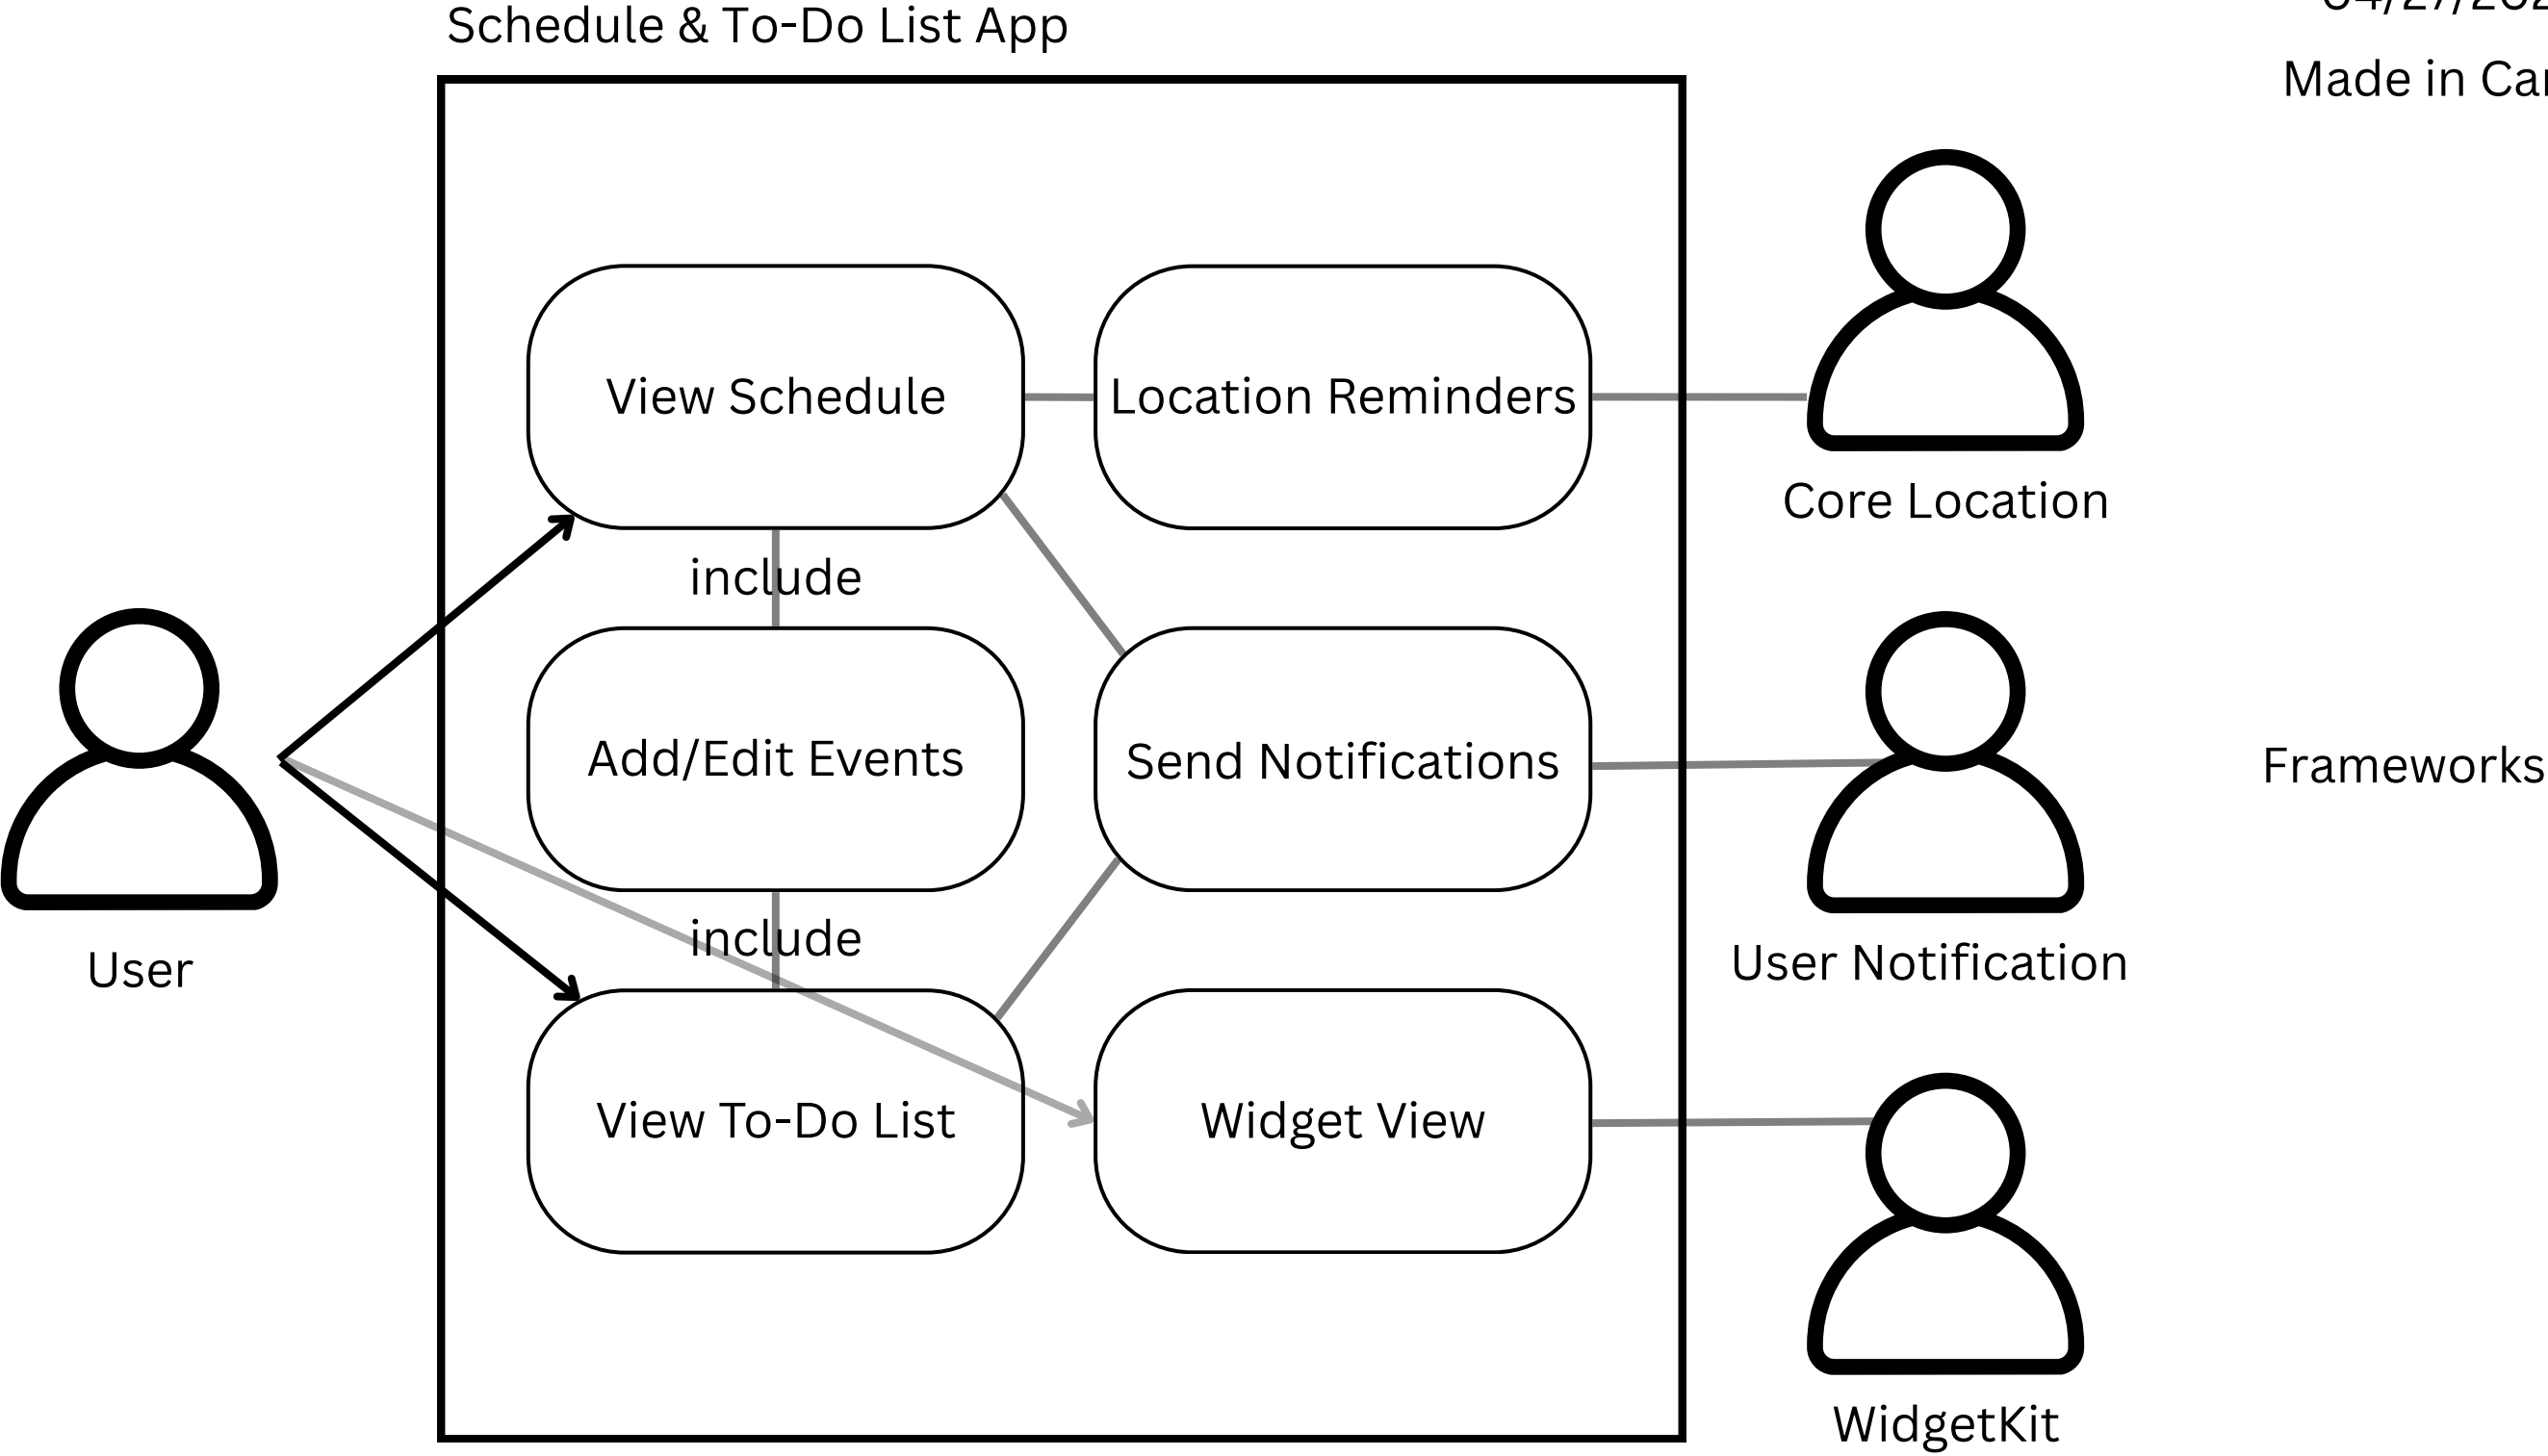 Schedule & To-Do List App
Made in
View Schedule
Location Reminders
Core Location
include
Add/Edit Events
Send Notifications
Frameworks
User
include
User Notification
View To-Do List
Widget View
WidgetKit